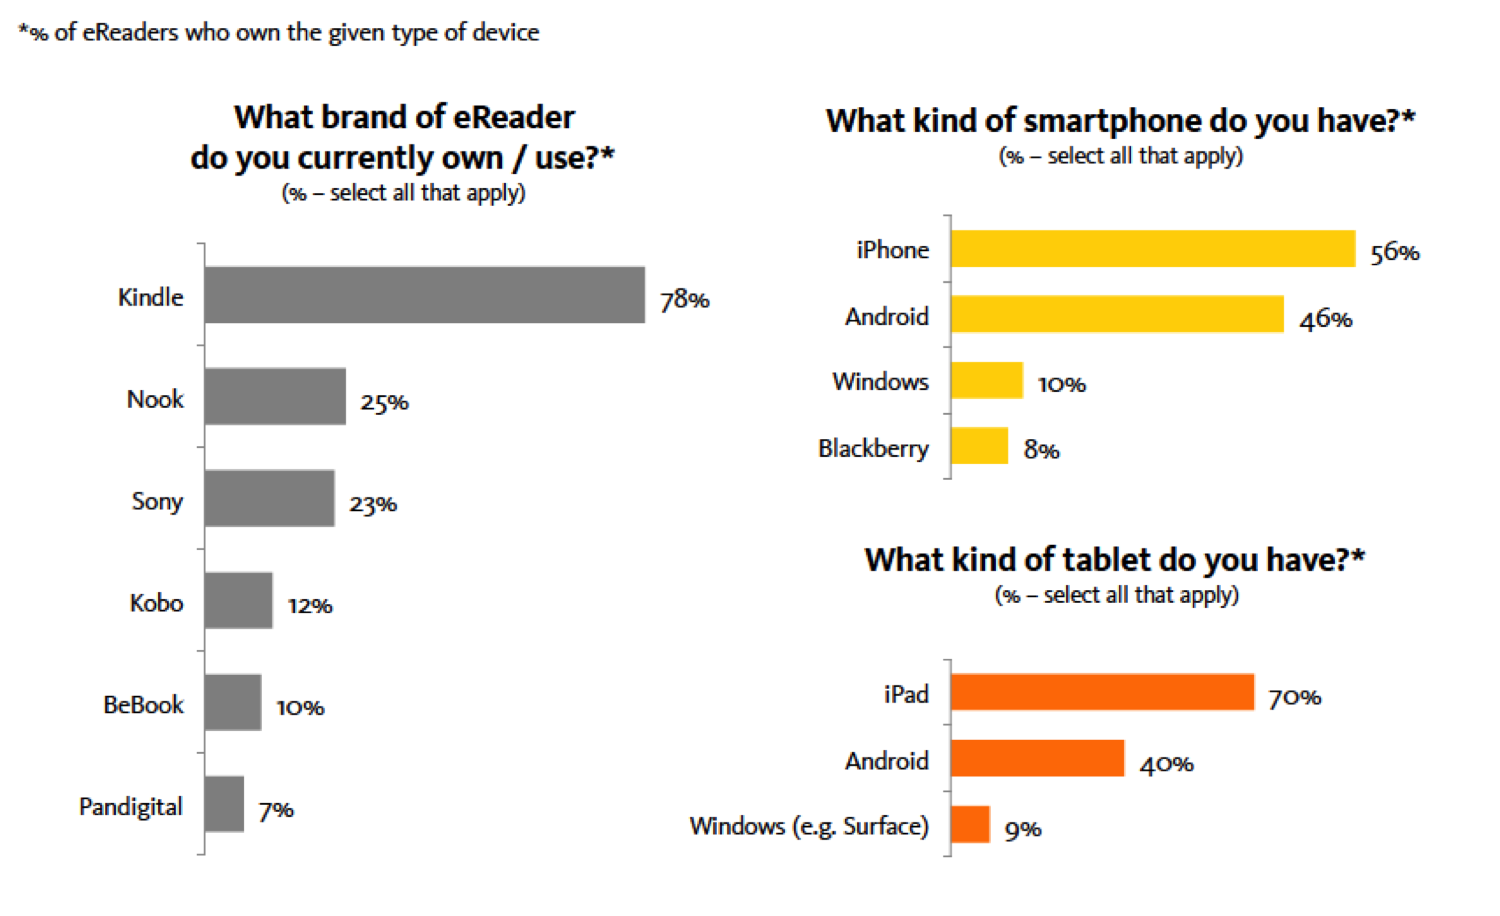 *% of eReaders who own the given type of device
What brand of eReader
do you currently own / use?*
(% – select all that apply)
Kindle 78%
Nook 25%
Sony 23%
Kobo 12%
BeBook 10%
Pandigital 7%
What kind of smartphone do you have?*
(% – select all that apply)
iPhone 56%
Android 46%
Windows 10%
Blackberry 8%
What kind of tablet do you have?*
(% – select all that apply)
iPad 70%
Android 40%
Windows (e.g. Surface) 9%